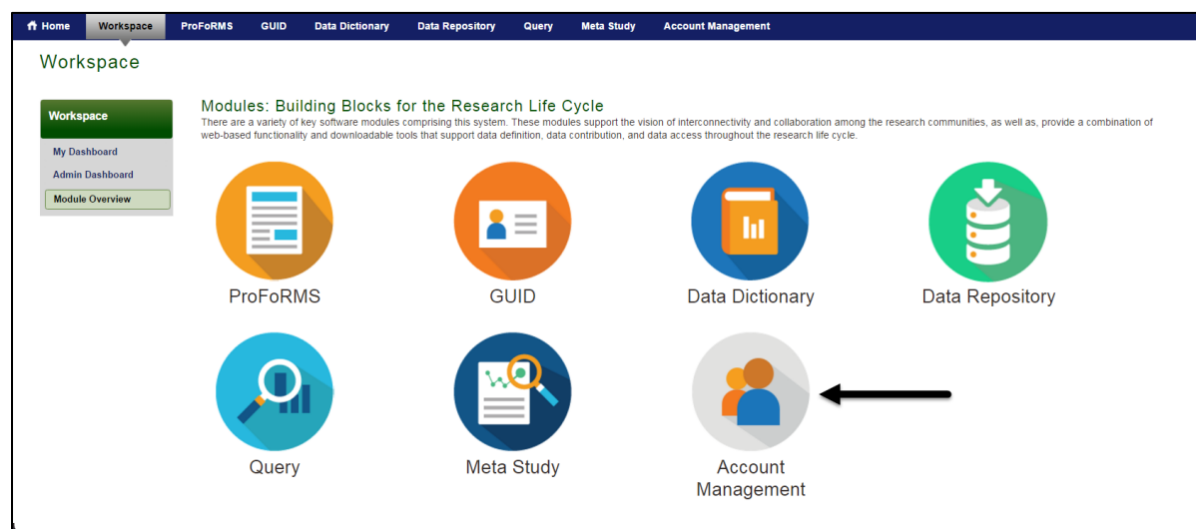 Home Workspace ProFoRMS GUID Data Dictionary Data Repository Query Meta Study Account Management
Workspace
Workspace
My Dashboard
Admin Dashboard
Module Overview
Modules: Building Blocks for the Research Life Cycle
There are a variety of key software modules comprising this system. These modules support the vision of interconnectivity and collaboration among the research communities, as well as, provide a combination of
web-based functionality and downloadable tools that support data definition, data contribution, and data access throughout the research life cycle.
ProFoRMS GUID Data Dictionary Data Repository
Query Meta Study Account
Management